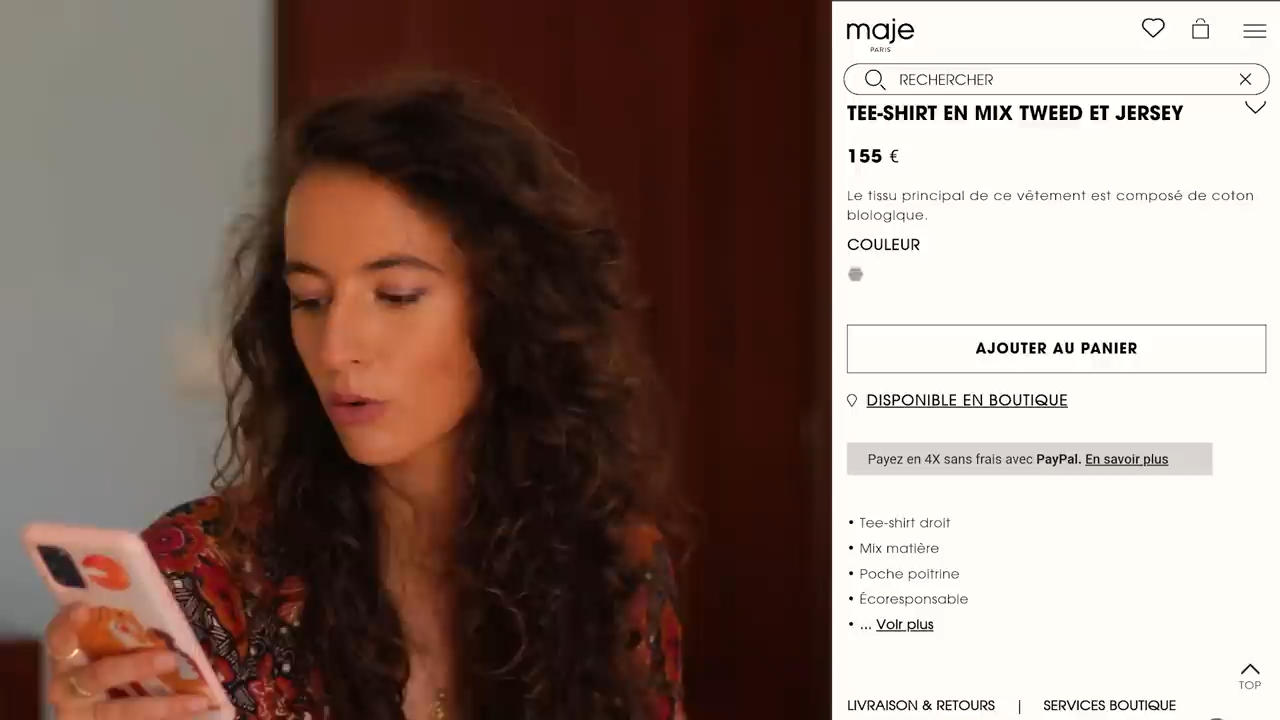 maje
PARIS
RECHERCHER
TEE-SHIRT EN MIX TWEED ET JERSEY
155 €
Le tissu principal de ce vêtement est composé de coton
biologique.
COULEUR
AJOUTER AU PANIER
DISPONIBLE EN BOUTIQUE
Payez en 4X sans frais avec PayPal. En savoir plus
• Tee-shirt droit
• Mix matière
• Poche poitrine
• Écoresponsable
• ... Voir plus
TOP
LIVRAISON & RETOURS | SERVICES BOUTIQUE